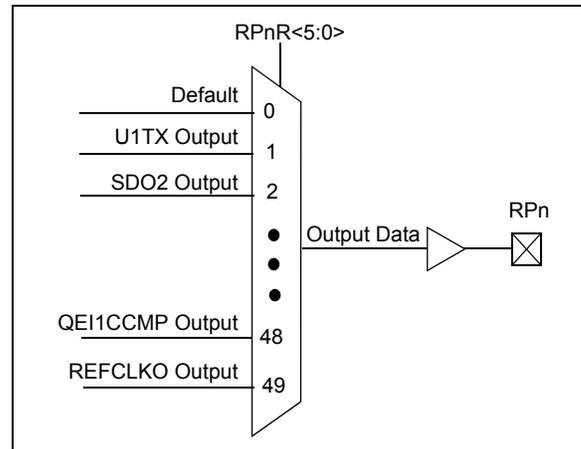 RPnR<5:0>
Default
0
U1TX Output
1
SDO2 Output
2
RPn
Output Data
QEI1CCMP Output
48
REFCLKO Output
49